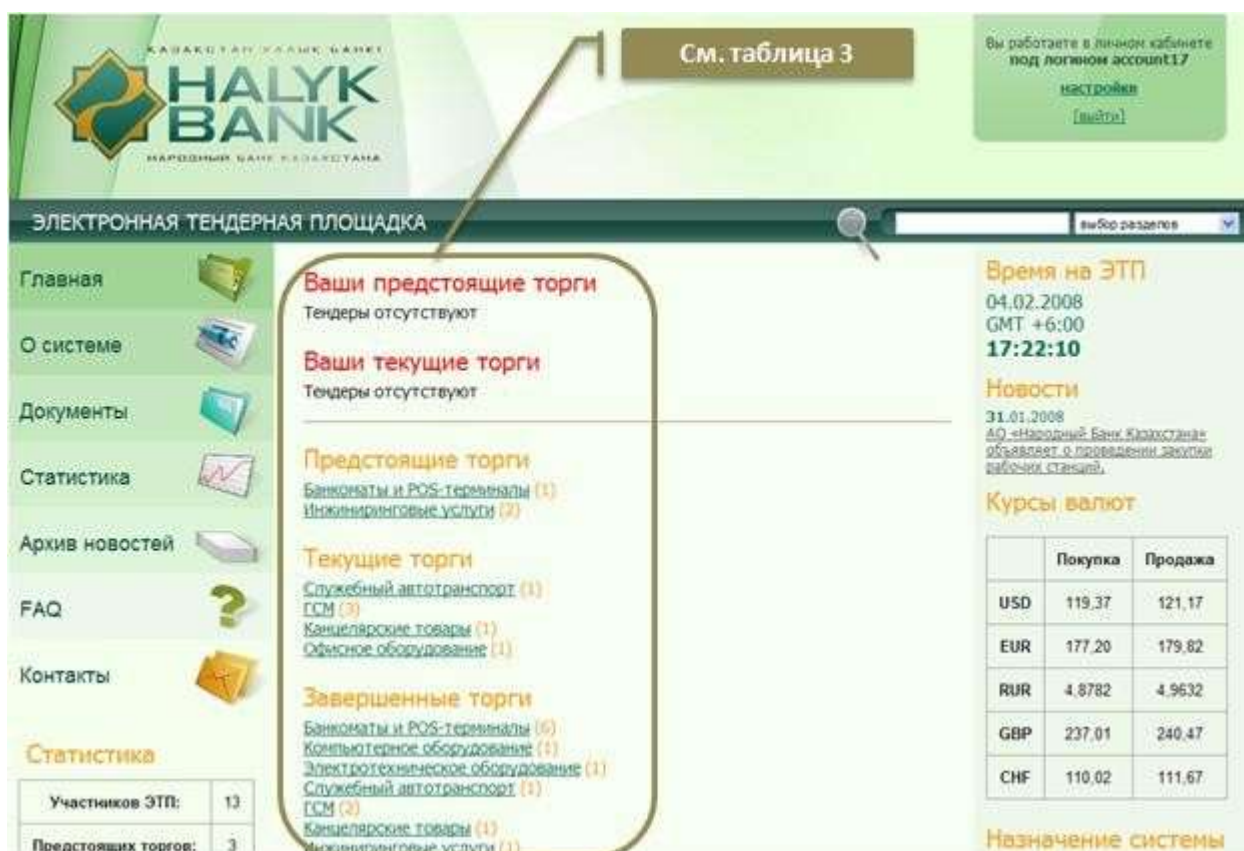 ҚАЗАҚСТАН ХАЛЫҚ БАНКІ
HALYK
BANK
НАРОДНЫЙ БАНК КАЗАХСТАНА
См. таблица 3
Вы работаете в личном кабинете
под логином account17
настройки
[выйти]
ЭЛЕКТРОННАЯ ТЕНДЕРНАЯ ПЛОЩАДКА
выбор разделов
Главная
О системе
Документы
Статистика
Архив новостей
FAQ
Контакты
Статистика
Участников ЭТП: 13
Предстоящих торгов: 3
Ваши предстоящие торги
Тендеры отсутствуют
Ваши текущие торги
Тендеры отсутствуют
Предстоящие торги
Банкоматы и POS-терминалы (1)
Инжиниринговые услуги (2)
Текущие торги
Служебный автотранспорт (1)
ГСМ (3)
Канцелярские товары (1)
Офисное оборудование (1)
Завершенные торги
Банкоматы и POS-терминалы (6)
Компьютерное оборудование (1)
Электротехническое оборудование (1)
Служебный автотранспорт (1)
ГСМ (2)
Канцелярские товары (1)
Инжиниринговые услуги (1)
Время на ЭТП
04.02.2008
GMT +6:00
17:22:10
Новости
31.01.2008
АО «Народный Банк Казахстана»
объявляет о проведении закупки
рабочих станций.
Курсы валют
Покупка Продажа
USD 119,37 121,17
EUR 177,20 179,82
RUR 4,8782 4,9632
GBP 237,01 240,47
CHF 110,02 111,67
Назначение системы